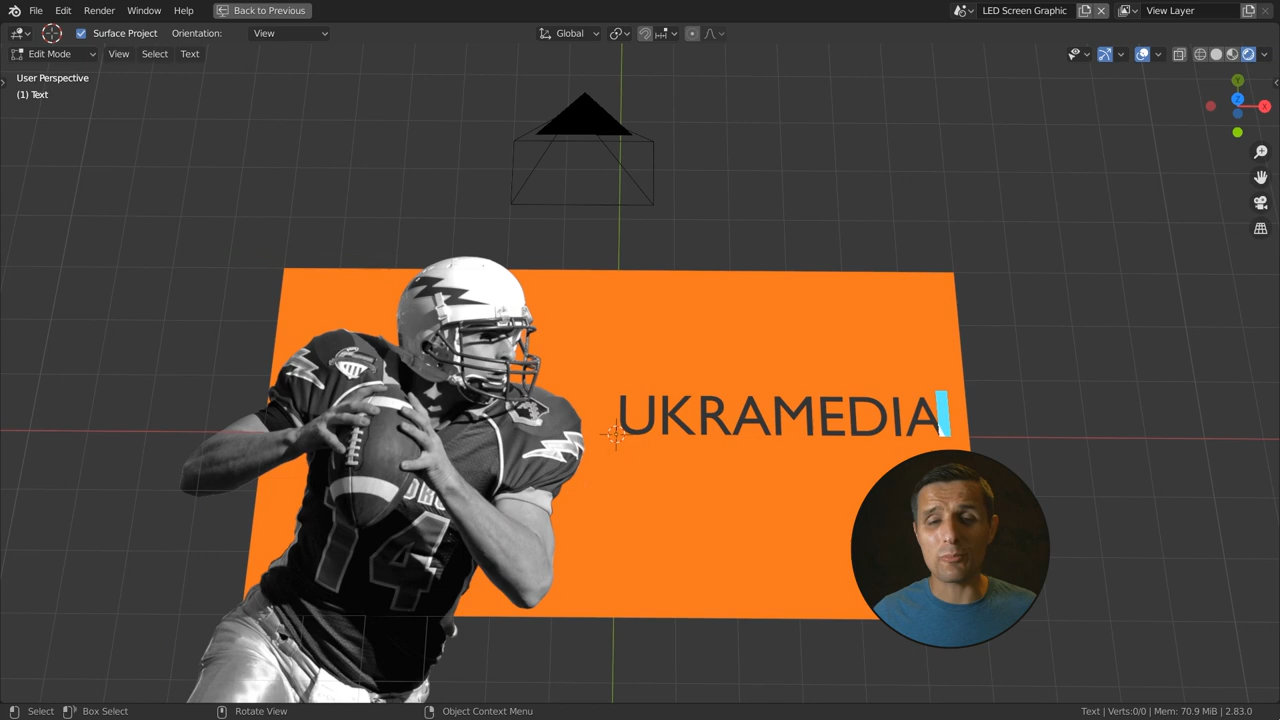 File Edit Render Window Help Back to Previous LED Screen Graphic View Layer
Surface Project Orientation: View Global
Edit Mode View Select Text
User Perspective
(1) Text
Y
Z
X
UKRAMEDIA
14
Select Box Select Rotate View Object Context Menu Text | Verts:0/0 | Mem: 70.9 MiB | 2.83.0